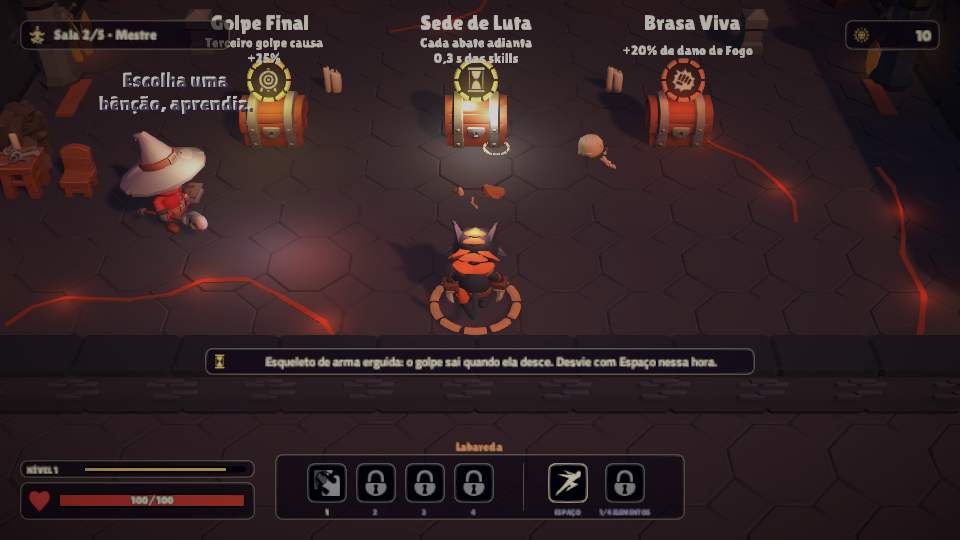 Sala 2/5 - Mestre
Golpe Final
Terceiro golpe causa
+25%
Sede de Luta
Cada abate adianta
0,3 s das skills
Brasa Viva
+20% de dano de Fogo
10
Escolha uma
bênção, aprendiz.
Esqueleto de arma erguida: o golpe sai quando ela desce. Desvie com Espaço nessa hora.
Labareda
NÍVEL 1
100/100
1
2
3
4
ESPAÇO
1/4 ELEMENTOS